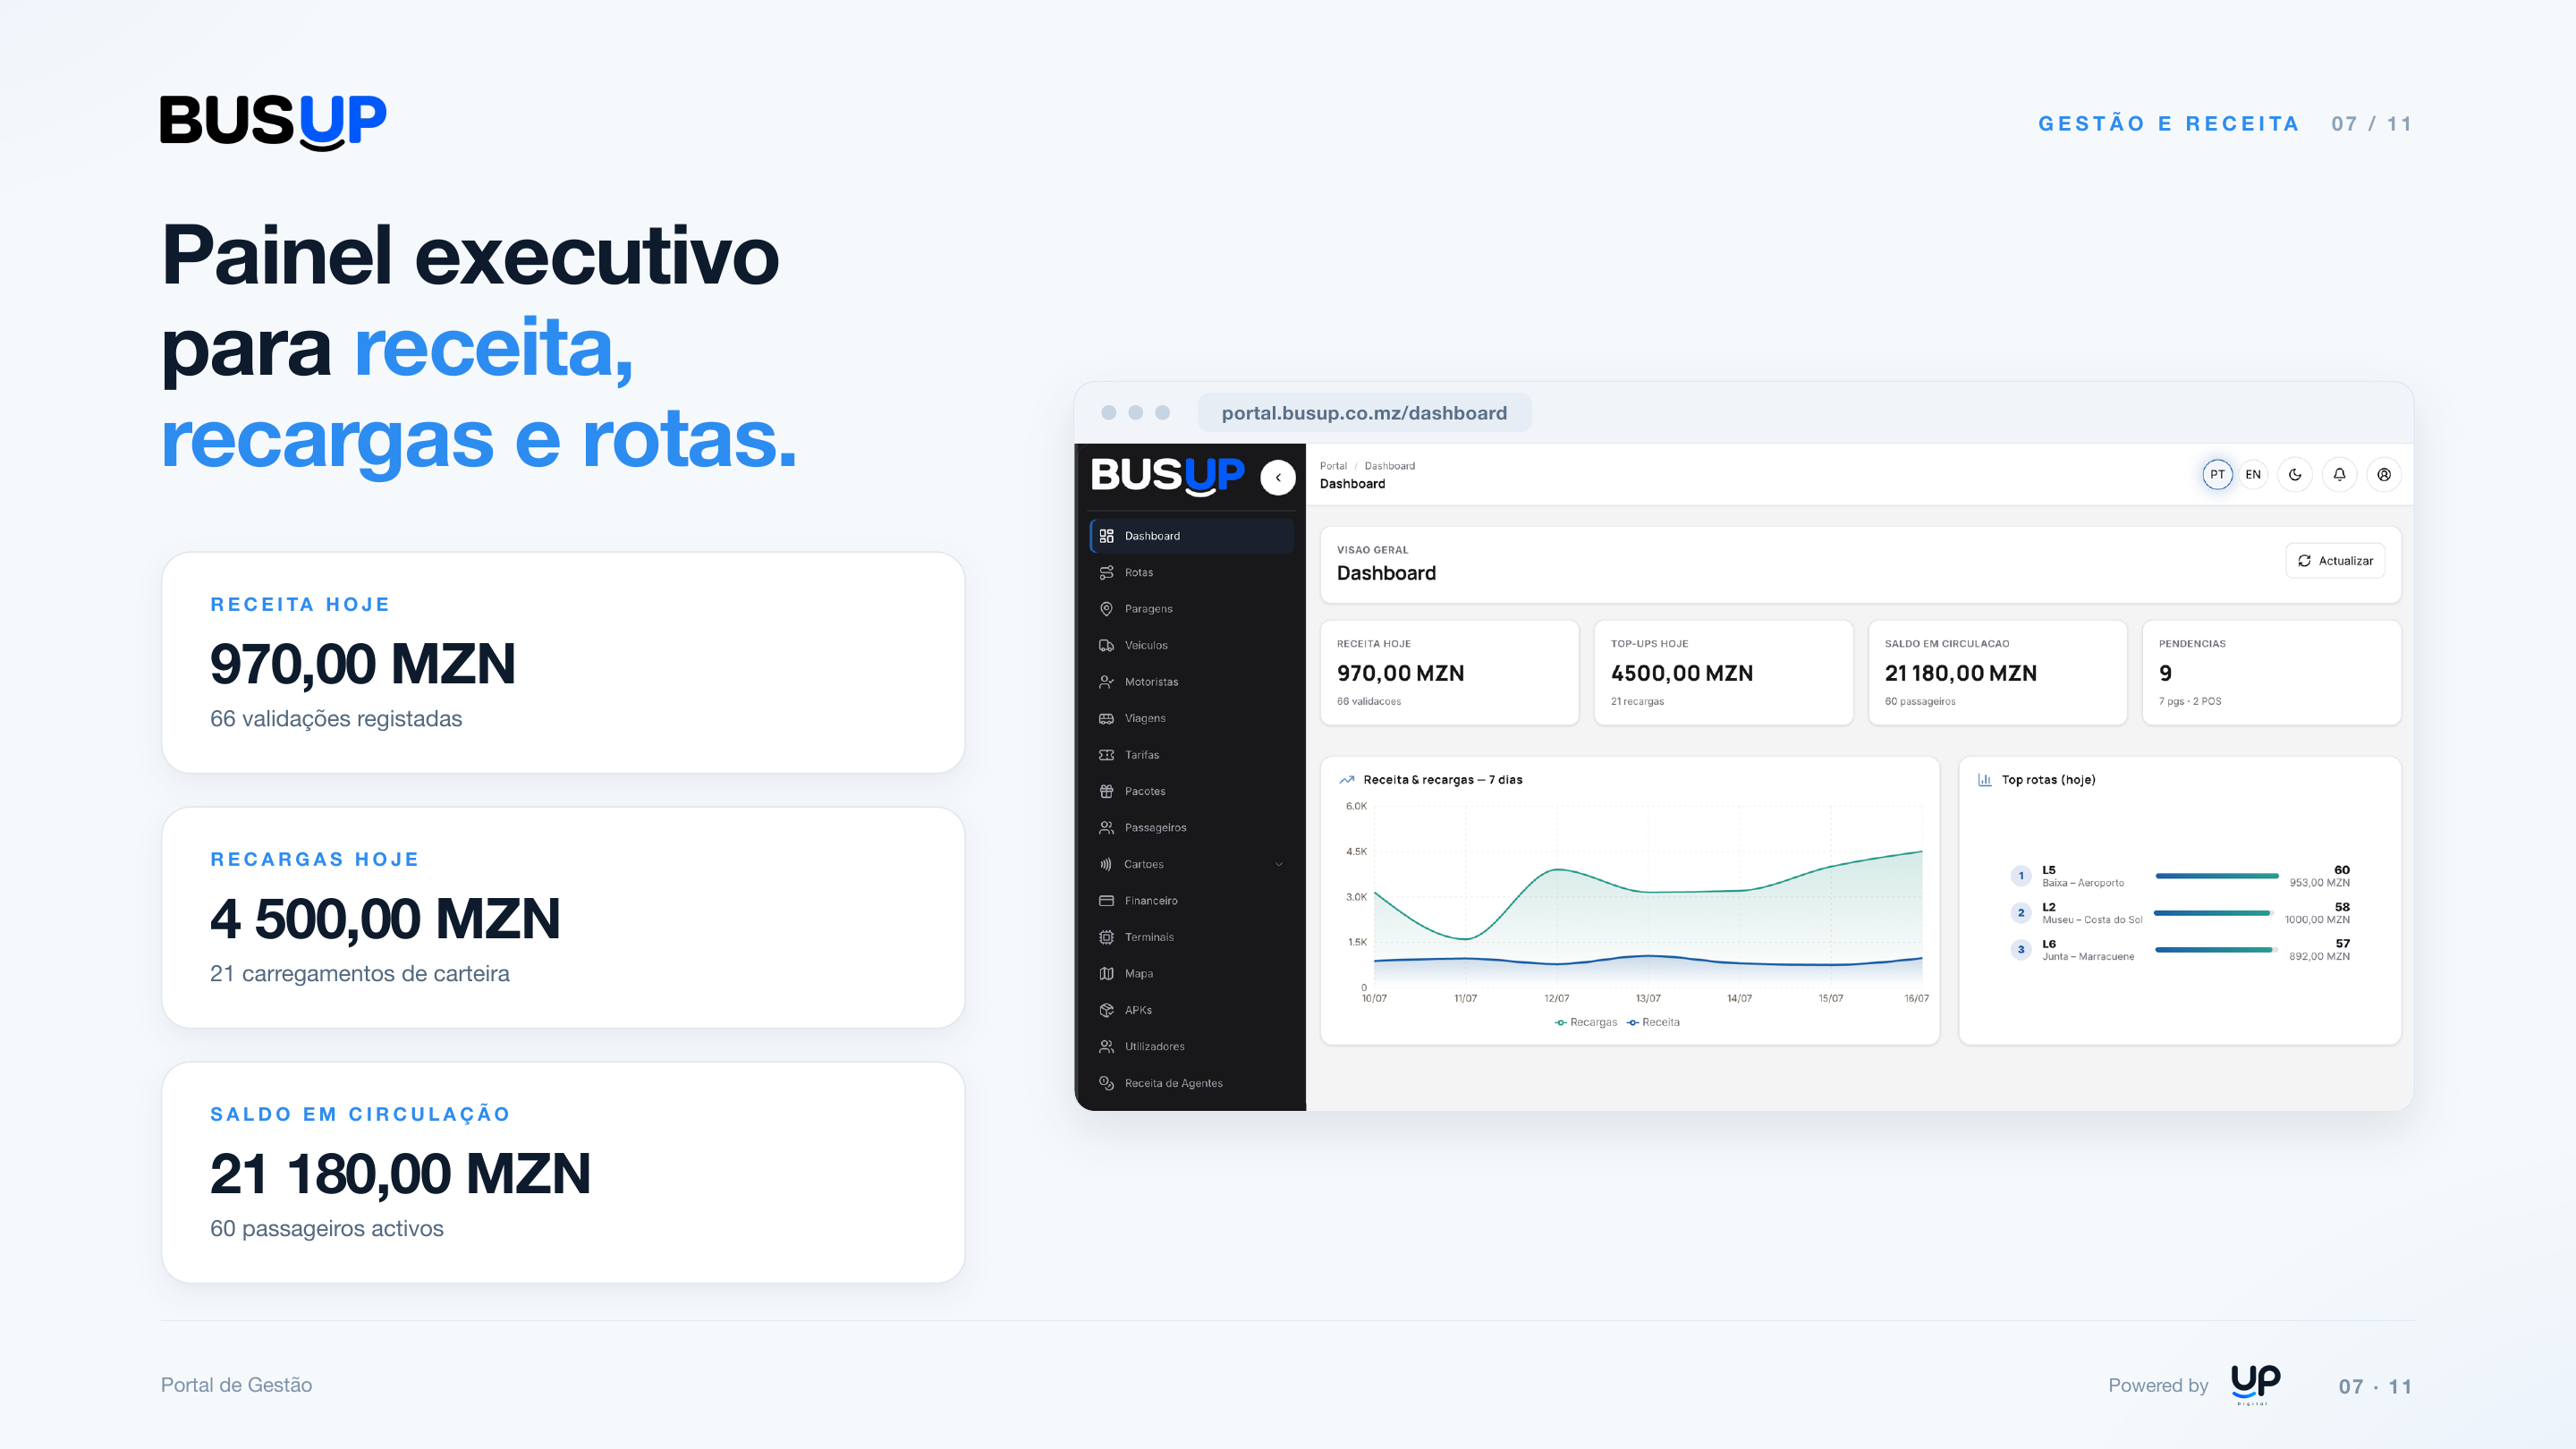 BUSUP
GESTÃO E RECEITA 07 / 11
Painel executivo
para receita,
recargas e rotas.
RECEITA HOJE
970,00 MZN
66 validações registadas
RECARGAS HOJE
4 500,00 MZN
21 carregamentos de carteira
SALDO EM CIRCULAÇÃO
21 180,00 MZN
60 passageiros activos
portal.busup.co.mz/dashboard
BUSUP
Dashboard
Rotas
Paragens
Veiculos
Motoristas
Viagens
Tarifas
Pacotes
Passageiros
Cartoes
Financeiro
Terminais
Mapa
APKs
Utilizadores
Receita de Agentes
Portal / Dashboard
Dashboard
PT EN
VISAO GERAL
Dashboard
Actualizar
RECEITA HOJE
970,00 MZN
66 validacoes
TOP-UPS HOJE
4500,00 MZN
21 recargas
SALDO EM CIRCULACAO
21 180,00 MZN
60 passageiros
PENDENCIAS
9
7 pgs · 2 POS
Receita & recargas — 7 dias
6.0K
4.5K
3.0K
1.5K
0
10/07 11/07 12/07 13/07 14/07 15/07 16/07
Recargas Receita
Top rotas (hoje)
1 L5 60
Baixa – Aeroporto 953,00 MZN
2 L2 58
Museu – Costa do Sol 1000,00 MZN
3 L6 57
Junta – Marracuene 892,00 MZN
Portal de Gestão
Powered by UP
Digital
07 · 11